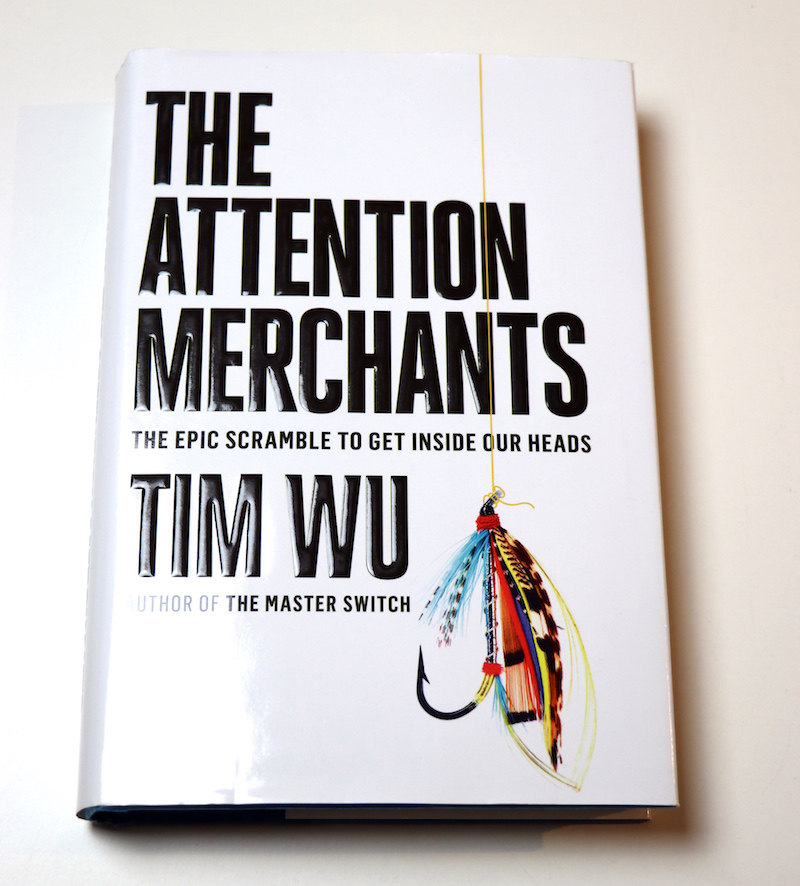 THE
ATTENTION
MERCHANTS
THE EPIC SCRAMBLE TO GET INSIDE OUR HEADS
TIM WU
AUTHOR OF THE MASTER SWITCH